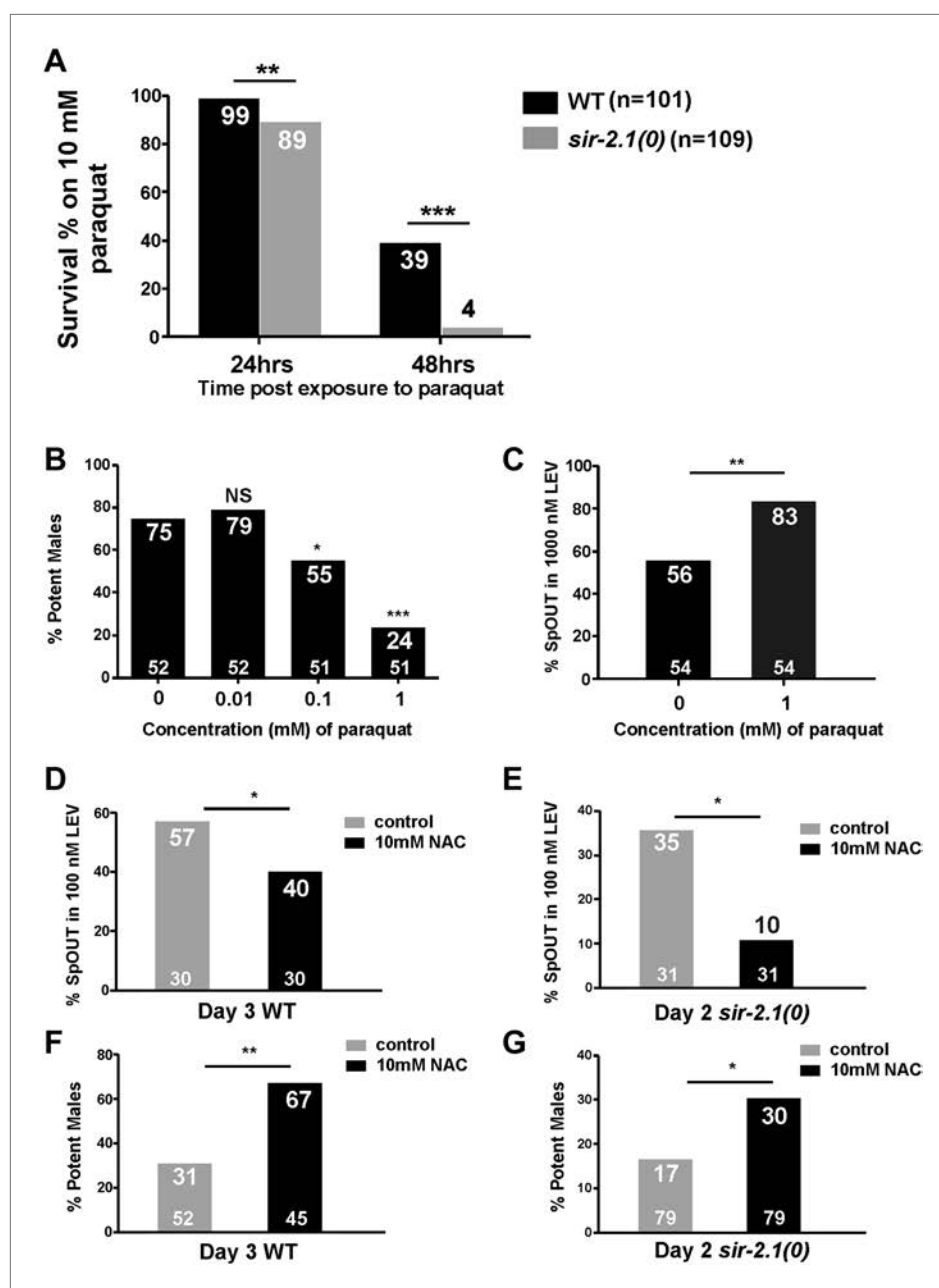 A
Survival % on 10 mM
paraquat
100
80
60
40
20
0
**
99
89
***
39
4
24hrs
48hrs
Time post exposure to paraquat
WT (n=101)
sir-2.1(0) (n=109)
B
% Potent Males
100
80
60
40
20
0
75
52
NS
79
52
*
55
51
***
24
51
0
0.01
0.1
1
Concentration (mM) of paraquat
C
% SpOUT in 1000 nM LEV
100
80
60
40
20
0
**
56
54
83
54
0
1
Concentration (mM) of paraquat
D
% SpOUT in 100 nM LEV
60
40
20
0
*
57
30
40
30
control
10mM NAC
Day 3 WT
E
% SpOUT in 100 nM LEV
40
30
20
10
0
*
35
31
10
31
control
10mM NAC
Day 2 sir-2.1(0)
F
% Potent Males
80
60
40
20
0
**
31
52
67
45
control
10mM NAC
Day 3 WT
G
% Potent Males
40
30
20
10
0
*
17
79
30
79
control
10mM NAC
Day 2 sir-2.1(0)